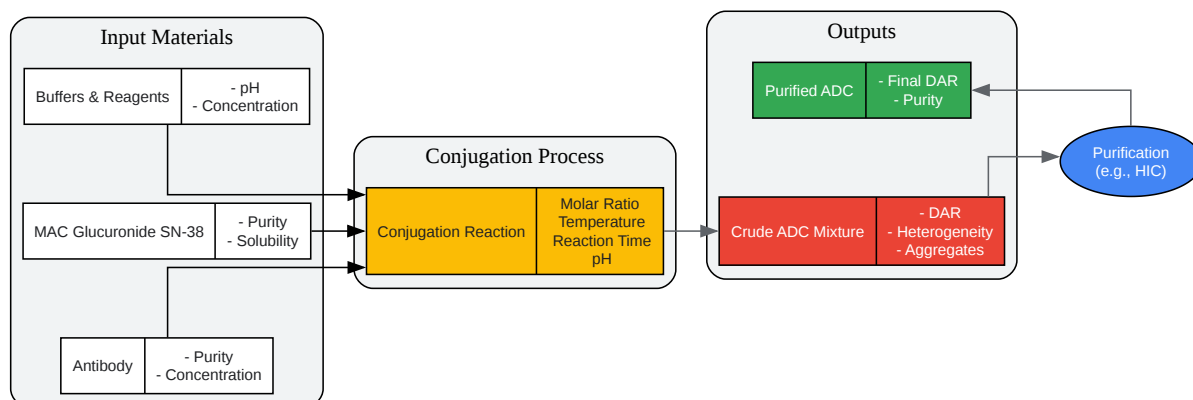 Input Materials
Buffers & Reagents
- pH
- Concentration
MAC Glucuronide SN-38
- Purity
- Solubility
Antibody
- Purity
- Concentration
Conjugation Process
Conjugation Reaction
Molar Ratio
Temperature
Reaction Time
pH
Outputs
Purified ADC
- Final DAR
- Purity
Crude ADC Mixture
- DAR
- Heterogeneity
- Aggregates
Purification
(e.g., HIC)